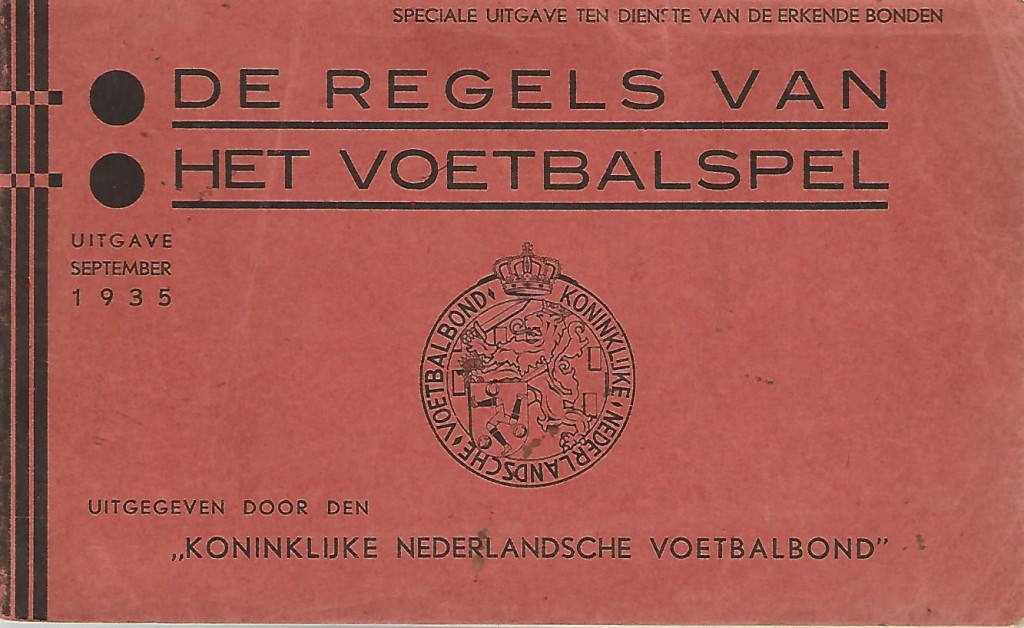 SPECIALE UITGAVE TEN DIENSTE VAN DE ERKENDE BONDEN
DE REGELS VAN
HET VOETBALSPEL
UITGAVE
SEPTEMBER
1935
KONINKLIJKE · NEDERLANDSCHE · VOETBALBOND ·
UITGEGEVEN DOOR DEN
„KONINKLIJKE NEDERLANDSCHE VOETBALBOND”